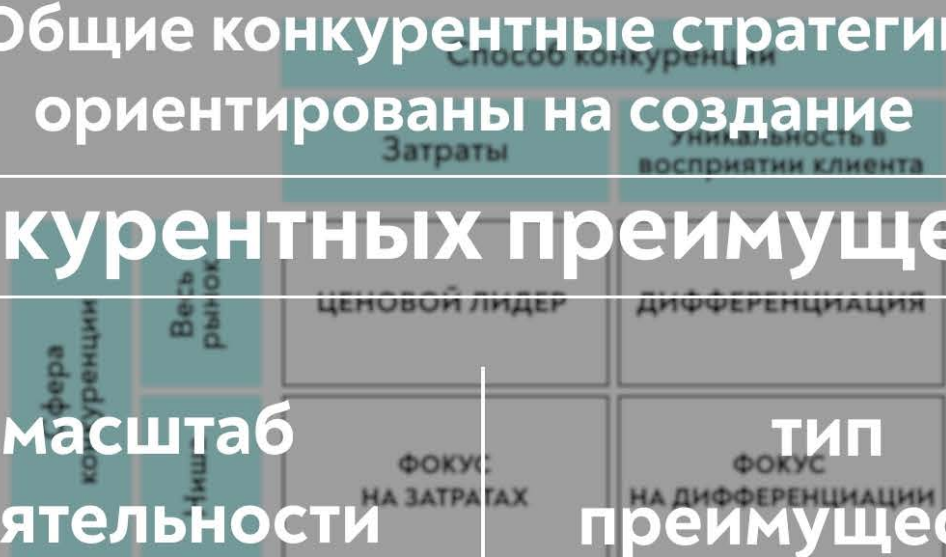 Общие конкурентные стратеги
ориентированы на создание
курентных преимуще
масштаб
ятельности
тип
преимущес
Способ конкуренции
Затраты
Уникальность в
восприятии клиента
Сфера
конкуренции
Весь
рынок
Ниша
ЦЕНОВОЙ ЛИДЕР
ДИФФЕРЕНЦИАЦИЯ
ФОКУС
НА ЗАТРАТАХ
ФОКУС
НА ДИФФЕРЕНЦИАЦИИ